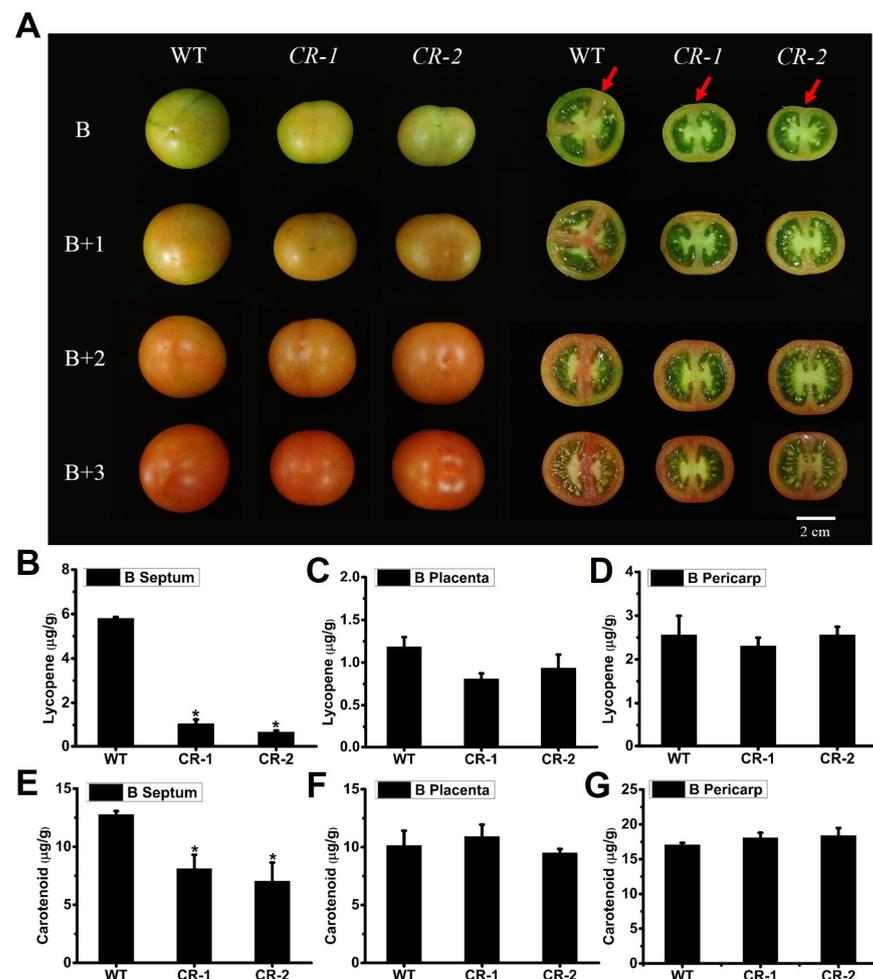 A
WT CR-1 CR-2 WT CR-1 CR-2
B
B+1
B+2
B+3
2 cm
B
B Septum
Lycopene (μg/g)
8
6
4
2
0
* *
WT CR-1 CR-2
C
B Placenta
Lycopene (μg/g)
2.0
1.5
1.0
0.5
0.0
WT CR-1 CR-2
D
B Pericarp
Lycopene (μg/g)
4
3
2
1
0
WT CR-1 CR-2
E
B Septum
Carotenoid (μg/g)
15
10
5
0
* *
WT CR-1 CR-2
F
B Placenta
Carotenoid (μg/g)
15
10
5
0
WT CR-1 CR-2
G
B Pericarp
Carotenoid (μg/g)
25
20
15
10
5
0
WT CR-1 CR-2